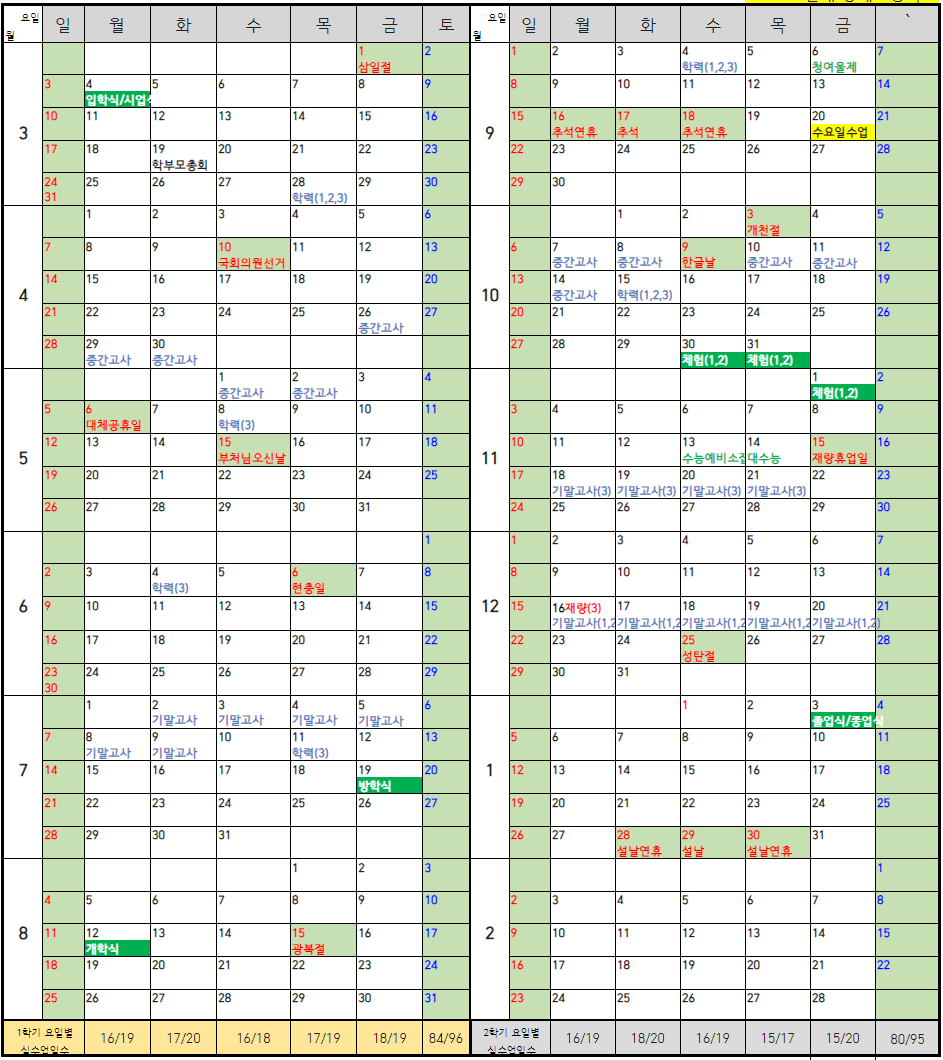 요일 일 월 화 수 목 금 토
월
1 2
삼일절
3 4 5 6 7 8 9
입학식/시업식
3
10 11 12 13 14 15 16
17 18 19 20 21 22 23
학부모총회
24 25 26 27 28 29 30
31 학력(1,2,3)
1 2 3 4 5 6
7 8 9 10 11 12 13
국회의원선거
4
14 15 16 17 18 19 20
21 22 23 24 25 26 27
중간고사
28 29 30
중간고사 중간고사
1 2 3 4
중간고사 중간고사
5 6 7 8 9 10 11
대체공휴일 학력(3)
5
12 13 14 15 16 17 18
부처님오신날
19 20 21 22 23 24 25
26 27 28 29 30 31
1
2 3 4 5 6 7 8
학력(3) 현충일
6
9 10 11 12 13 14 15
16 17 18 19 20 21 22
23 24 25 26 27 28 29
30
1 2 3 4 5 6
기말고사 기말고사 기말고사 기말고사
7 8 9 10 11 12 13
기말고사 기말고사 학력(3)
7
14 15 16 17 18 19 20
방학식
21 22 23 24 25 26 27
28 29 30 31
1 2 3
4 5 6 7 8 9 10
8
11 12 13 14 15 16 17
개학식 광복절
18 19 20 21 22 23 24
25 26 27 28 29 30 31
1학기 요일별 16/19 17/20 16/18 17/19 18/19 84/96
실수업일수
요일 일 월 화 수 목 금 `
월
1 2 3 4 5 6 7
학력(1,2,3) 청여울제
8 9 10 11 12 13 14
9
15 16 17 18 19 20 21
추석연휴 추석 추석연휴 수요일수업
22 23 24 25 26 27 28
29 30
1 2 3 4 5
개천절
6 7 8 9 10 11 12
중간고사 중간고사 한글날 중간고사 중간고사
10
13 14 15 16 17 18 19
중간고사 학력(1,2,3)
20 21 22 23 24 25 26
27 28 29 30 31
체험(1,2) 체험(1,2)
1 2
체험(1,2)
3 4 5 6 7 8 9
11
10 11 12 13 14 15 16
수능예비소집 대수능 재량휴업일
17 18 19 20 21 22 23
기말고사(3) 기말고사(3) 기말고사(3) 기말고사(3)
24 25 26 27 28 29 30
1 2 3 4 5 6 7
8 9 10 11 12 13 14
12
15 16재량(3) 17 18 19 20 21
기말고사(1,2 기말고사(1,2 기말고사(1,2 기말고사(1,2 기말고사(1,2)
22 23 24 25 26 27 28
성탄절
29 30 31
1 2 3 4
졸업식/종업식
5 6 7 8 9 10 11
1
12 13 14 15 16 17 18
19 20 21 22 23 24 25
26 27 28 29 30 31
설날연휴 설날 설날연휴
1
2 3 4 5 6 7 8
2
9 10 11 12 13 14 15
16 17 18 19 20 21 22
23 24 25 26 27 28
2학기 요일별 16/19 18/20 16/19 15/17 15/20 80/95
실수업일수